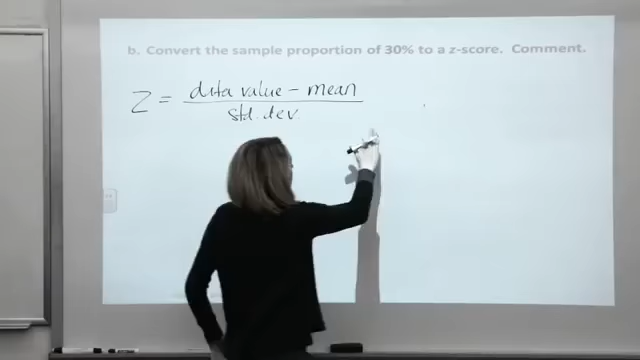 b. Convert the sample proportion of 30% to a z-score. Comment.
Z = data value - mean
std. dev.